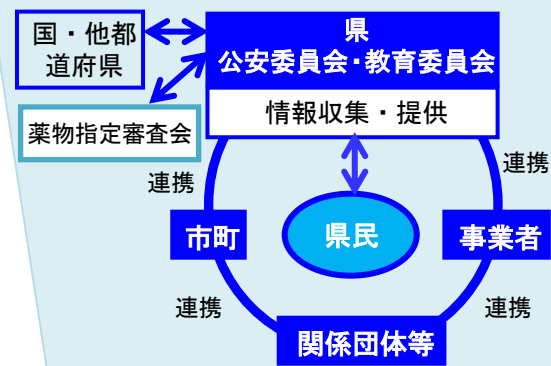 国・他都
道府県
県
公安委員会・教育委員会
情報収集・提供
薬物指定審査会
連携
連携
市町
県民
事業者
連携
連携
関係団体等